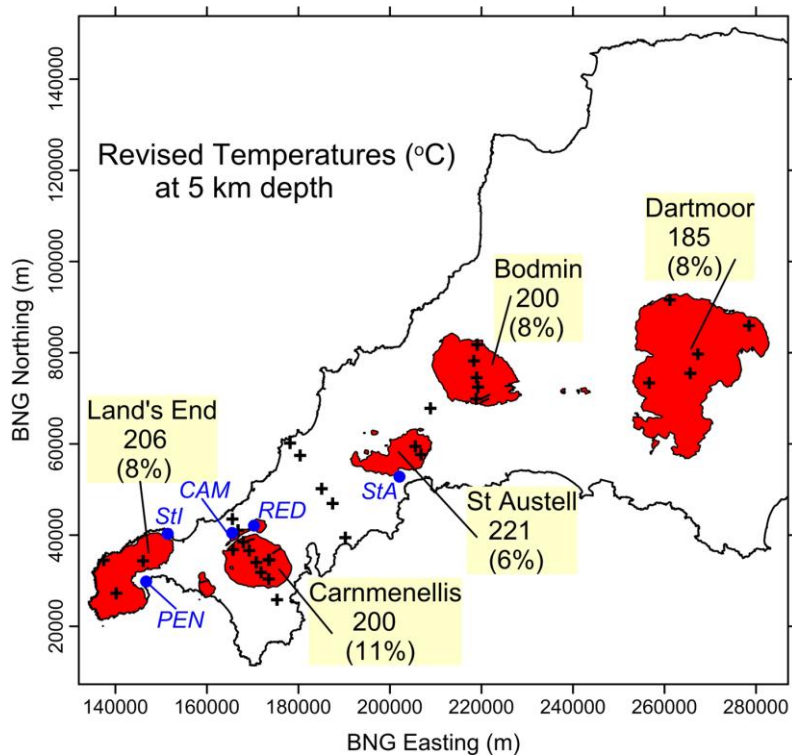 Revised Temperatures (°C)
at 5 km depth
Dartmoor
185
(8%)
Bodmin
200
(8%)
Land's End
206
(8%)
StI
CAM
RED
PEN
StA
St Austell
221
(6%)
Carnmenellis
200
(11%)
BNG Northing (m)
140000
120000
100000
80000
60000
40000
20000
140000 160000 180000 200000 220000 240000 260000 280000
BNG Easting (m)